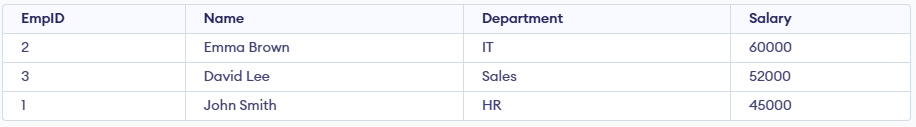 EmpID Name Department Salary
2 Emma Brown IT 60000
3 David Lee Sales 52000
1 John Smith HR 45000